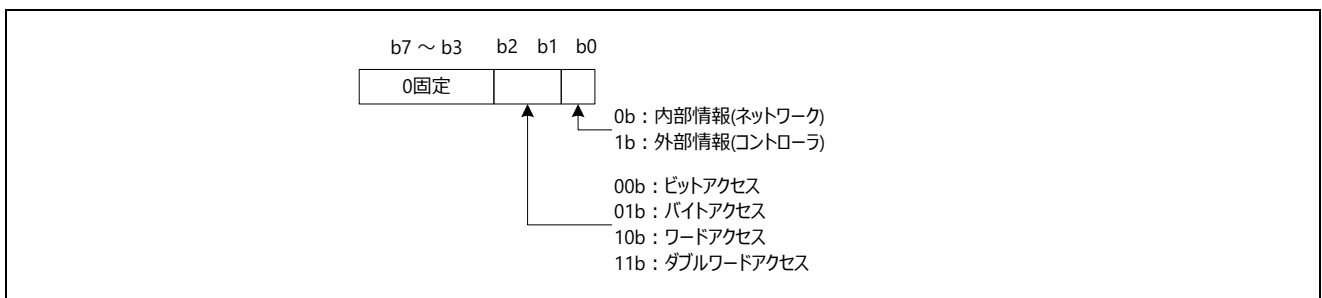 b7 ～ b3 b2 b1 b0
0固定
0b：内部情報(ネットワーク)
1b：外部情報(コントローラ)
00b：ビットアクセス
01b：バイトアクセス
10b：ワードアクセス
11b：ダブルワードアクセス